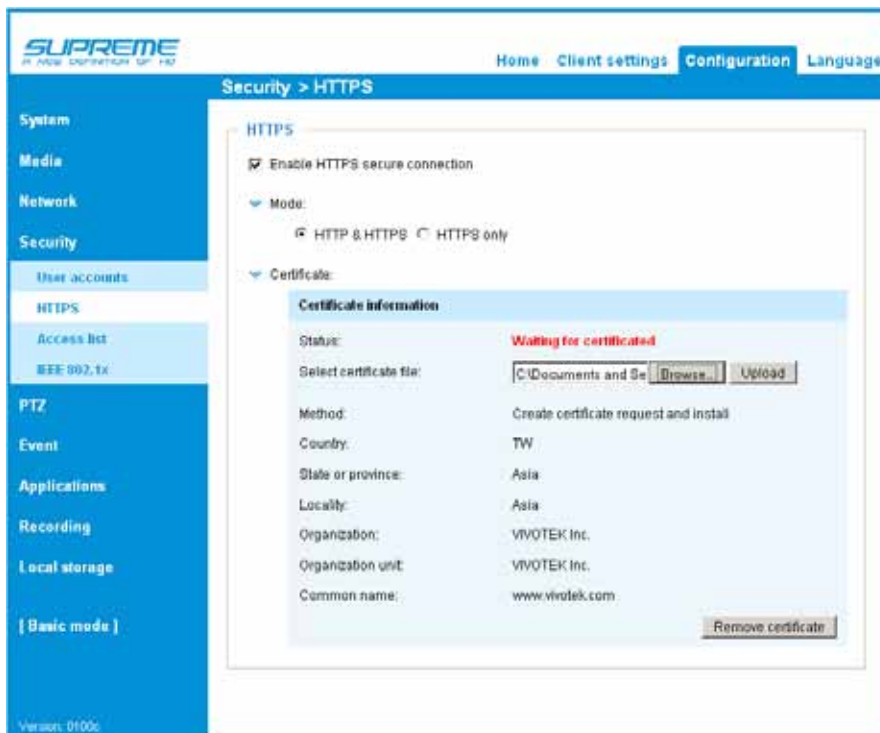 SUPREME
A NEW DEFINITION OF HD
Home Client settings Configuration Language
Security > HTTPS
System
Media
Network
Security
User accounts
HTTPS
Access list
IEEE 802.1x
PTZ
Event
Applications
Recording
Local storage
[ Basic mode ]
Version: 0100c
HTTPS
Enable HTTPS secure connection
Mode:
HTTP & HTTPS HTTPS only
Certificate:
Certificate information
Status: Waiting for certificated
Select certificate file: C:\Documents and Se Browse... Upload
Method: Create certificate request and install
Country: TW
State or province: Asia
Locality: Asia
Organization: VIVOTEK Inc.
Organization unit: VIVOTEK Inc.
Common name: www.vivotek.com
Remove certificate